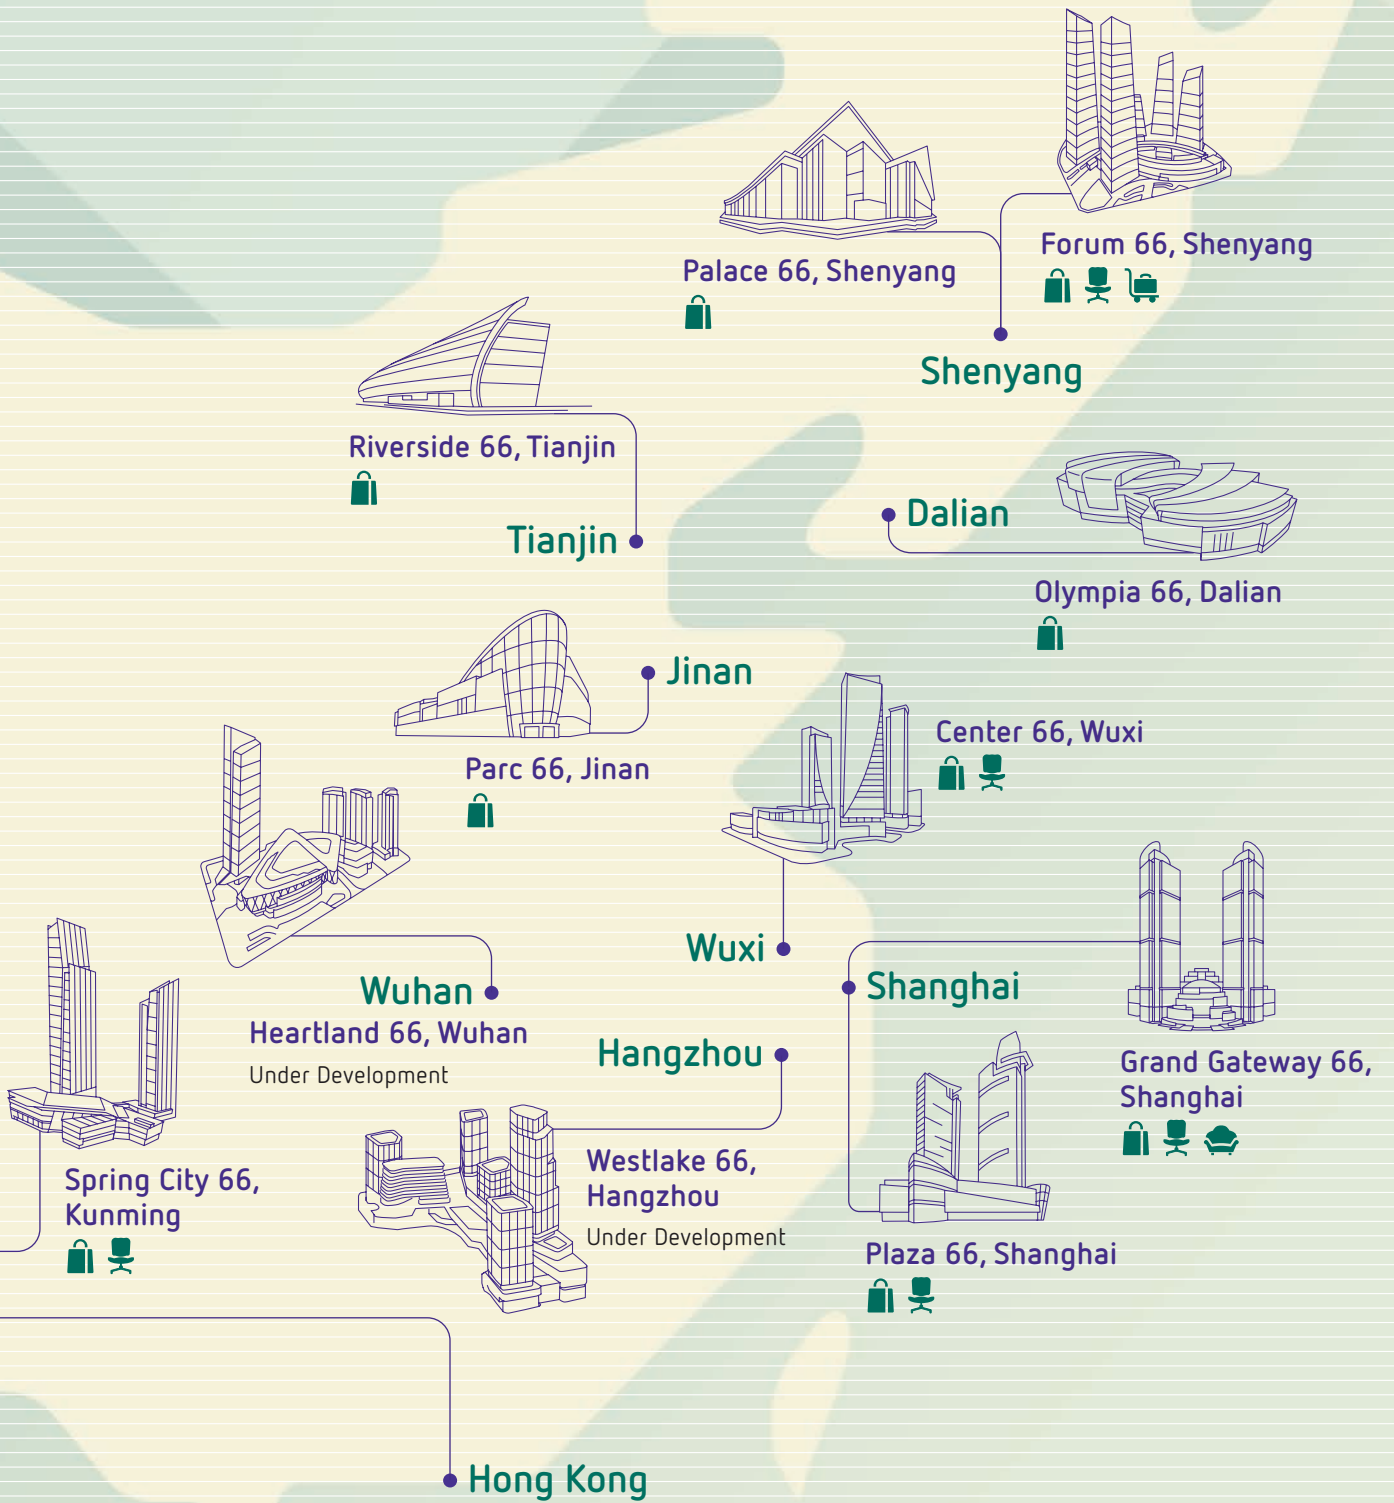 Forum 66, Shenyang
Palace 66, Shenyang
Shenyang
Riverside 66, Tianjin
Tianjin
Dalian
Olympia 66, Dalian
Jinan
Parc 66, Jinan
Center 66, Wuxi
Wuxi
Wuhan
Heartland 66, Wuhan
Under Development
Shanghai
Grand Gateway 66,
Shanghai
Hangzhou
Westlake 66,
Hangzhou
Under Development
Spring City 66,
Kunming
Plaza 66, Shanghai
Hong Kong